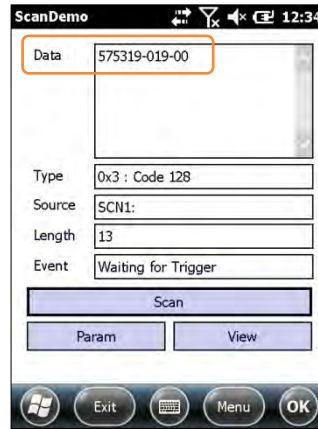 ScanDemo 12:34
Data 575319-019-00
Type 0x3 : Code 128
Source SCN1:
Length 13
Event Waiting for Trigger
Scan
Param View
Exit Menu OK